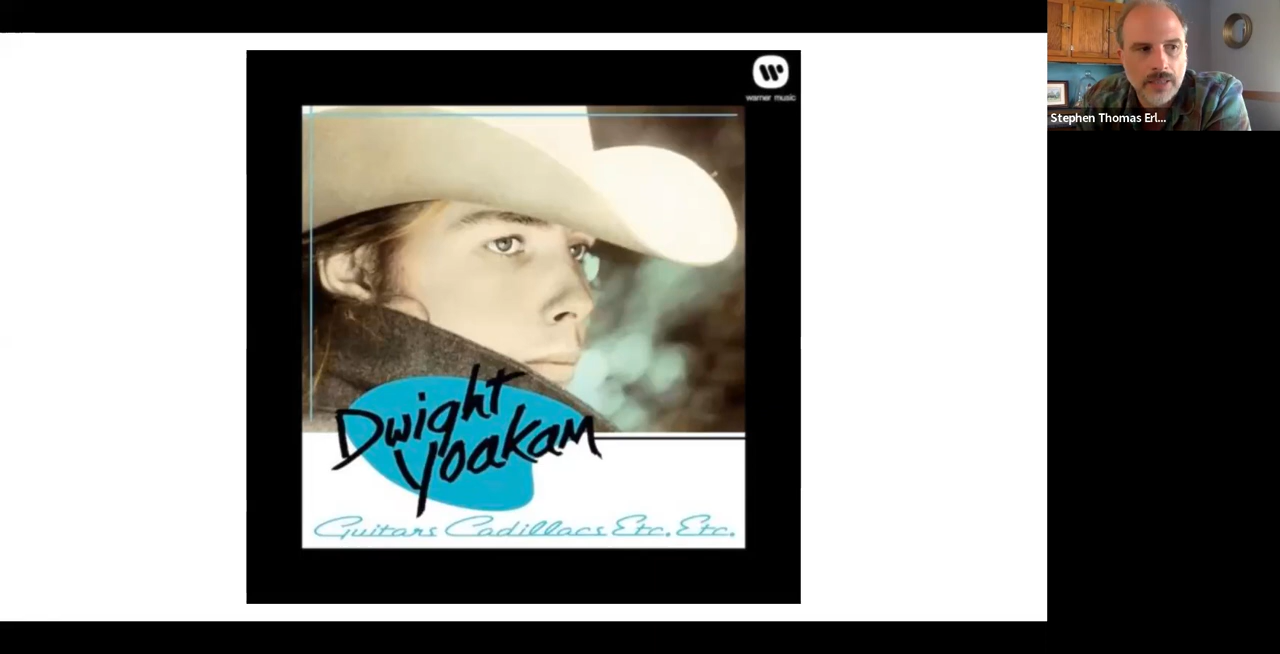 warner music
Stephen Thomas Erl...
Dwight
Yoakam
Guitars Cadillacs Etc. Etc.